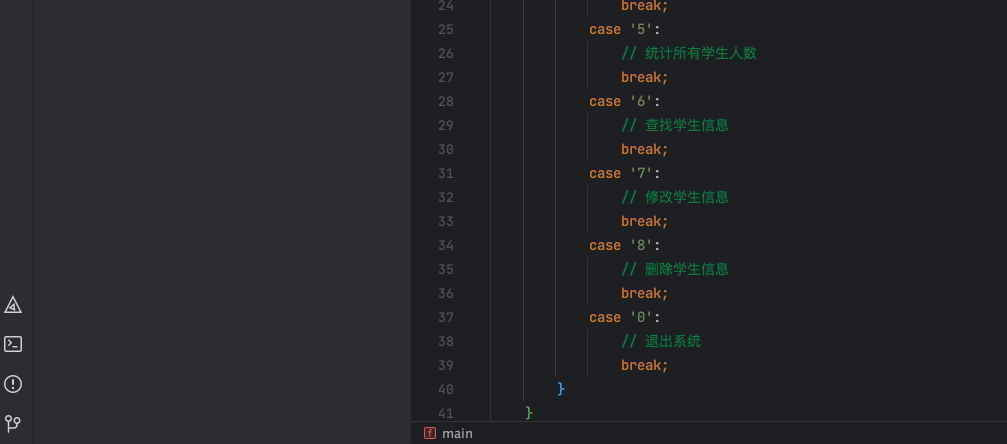 24 break;
25 case '5':
26 // 统计所有学生人数
27 break;
28 case '6':
29 // 查找学生信息
30 break;
31 case '7':
32 // 修改学生信息
33 break;
34 case '8':
35 // 删除学生信息
36 break;
37 case '0':
38 // 退出系统
39 break;
40 }
41 }
f main